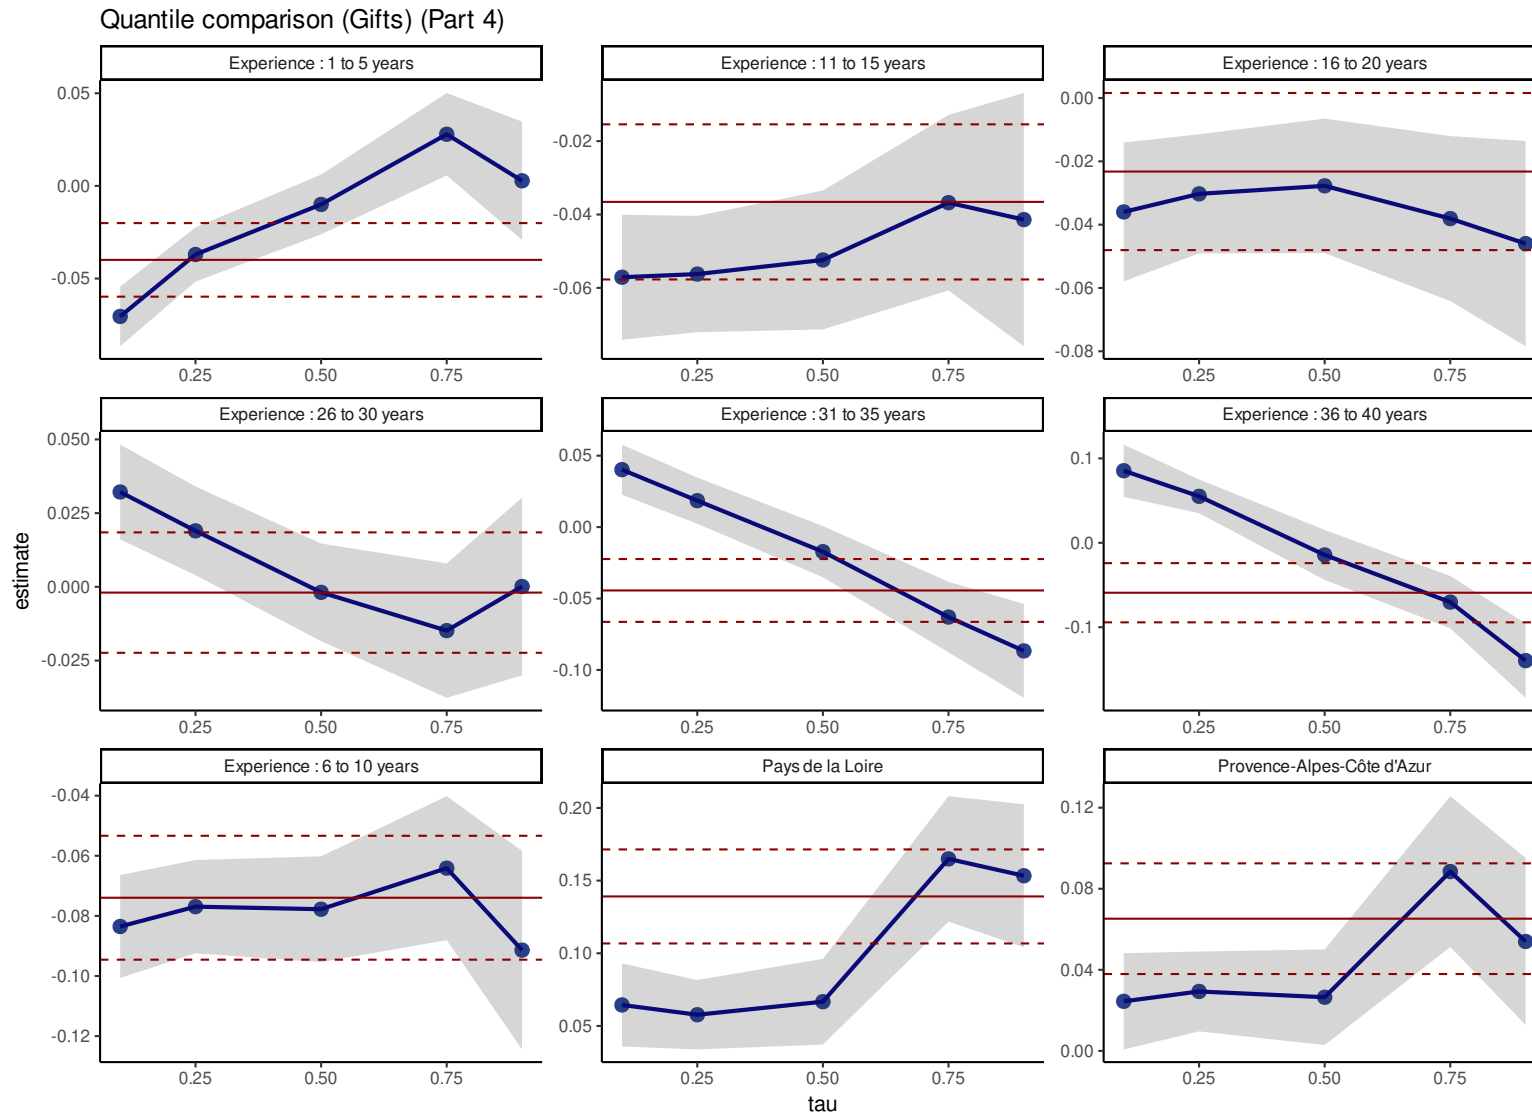 Quantile comparison (Gifts) (Part 4)
Experience : 1 to 5 years
Experience : 11 to 15 years
Experience : 16 to 20 years
0.05
0.00
-0.05
-0.02
-0.04
-0.06
0.00
-0.02
-0.04
-0.06
-0.08
0.25 0.50 0.75
0.25 0.50 0.75
0.25 0.50 0.75
Experience : 26 to 30 years
Experience : 31 to 35 years
Experience : 36 to 40 years
estimate
0.050
0.025
0.000
-0.025
0.05
0.00
-0.05
-0.10
0.1
0.0
-0.1
0.25 0.50 0.75
0.25 0.50 0.75
0.25 0.50 0.75
Experience : 6 to 10 years
Pays de la Loire
Provence-Alpes-Côte d'Azur
-0.04
-0.06
-0.08
-0.10
-0.12
0.20
0.15
0.10
0.05
0.12
0.08
0.04
0.00
0.25 0.50 0.75
0.25 0.50 0.75
0.25 0.50 0.75
tau